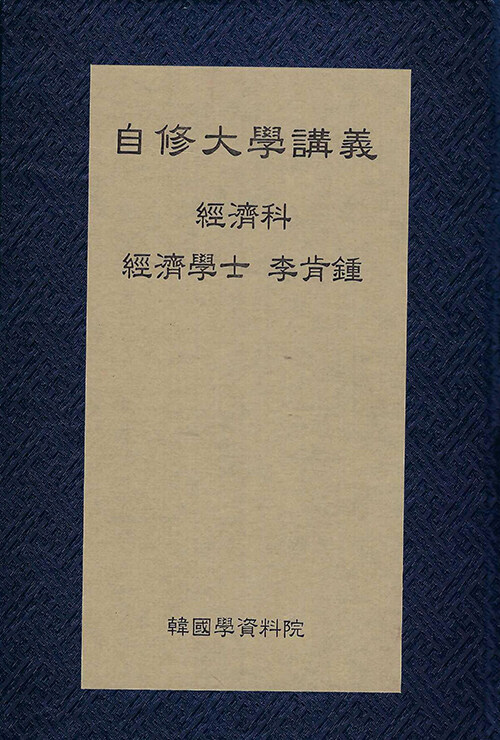 自修大學講義
經濟科
經濟學士 李肯鍾
韓國學資料院